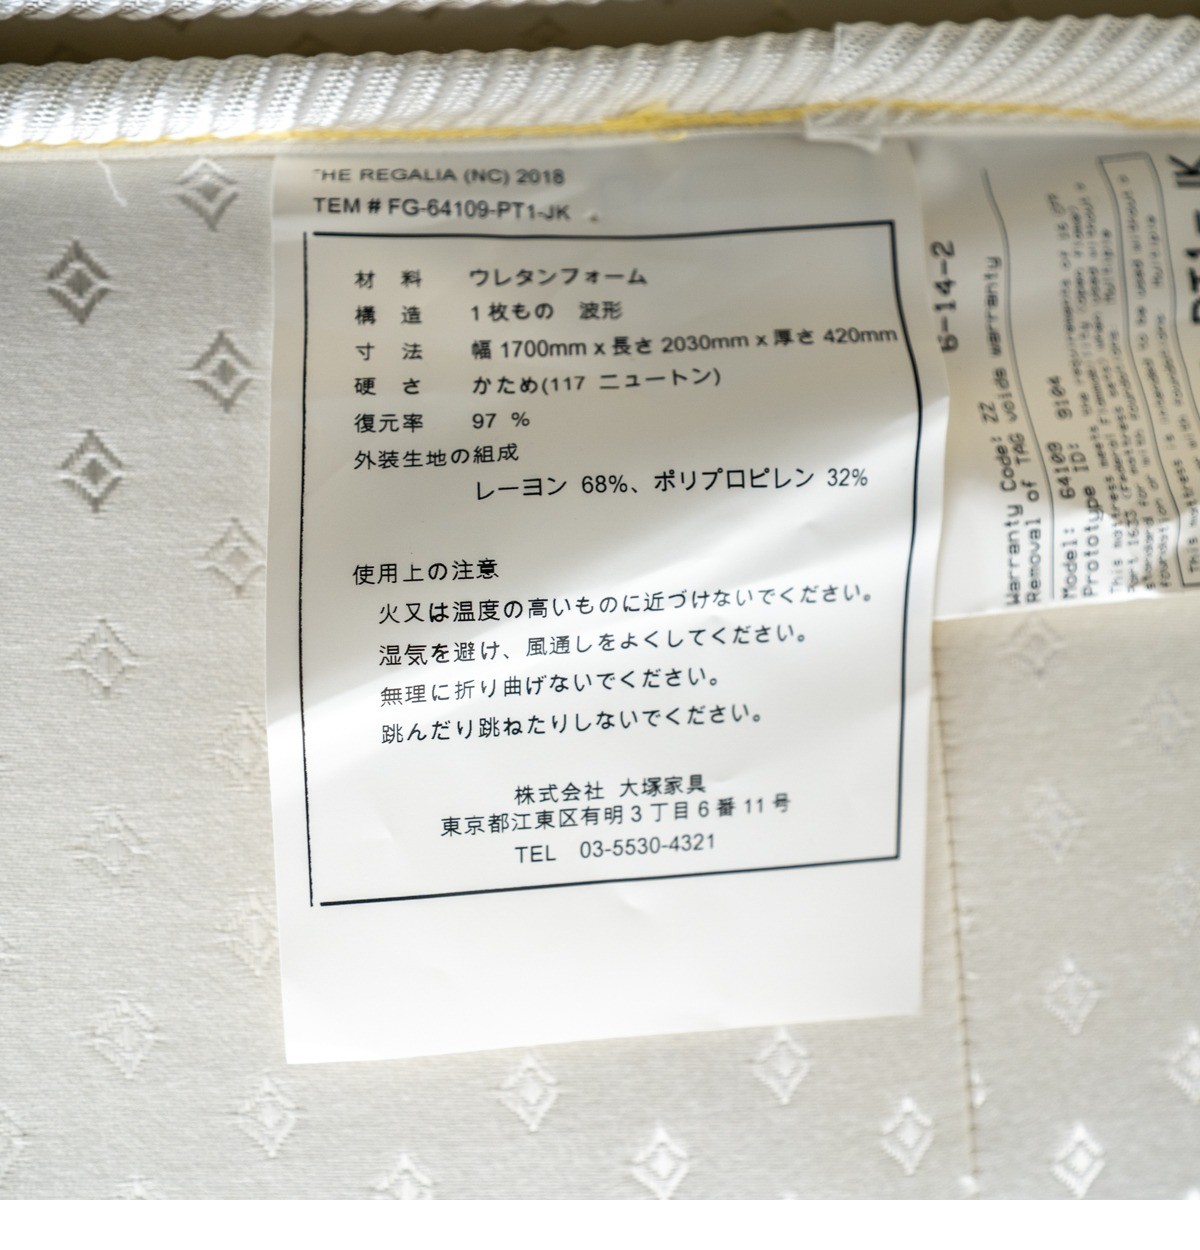 HE REGALIA (NC) 2018
TEM # FG-64109-PT1-JK
材 料 ウレタンフォーム
構 造 1枚もの 波形
寸 法 幅 1700mm x 長さ 2030mm x 厚さ 420mm
硬 さ かため(117 ニュートン)
復元率 97 %
外装生地の組成
レーヨン 68%、ポリプロピレン 32%
使用上の注意
火又は温度の高いものに近づけないでください。
湿気を避け、風通しをよくしてください。
無理に折り曲げないでください。
跳んだり跳ねたりしないでください。
株式会社 大塚家具
東京都江東区有明3丁目6番11号
TEL 03-5530-4321
6-14-2
Warranty Code: ZZ
Removal of TAG voids warranty
Model: 64109 9104
Prototype ID:
This mattress meets the requirements of 16